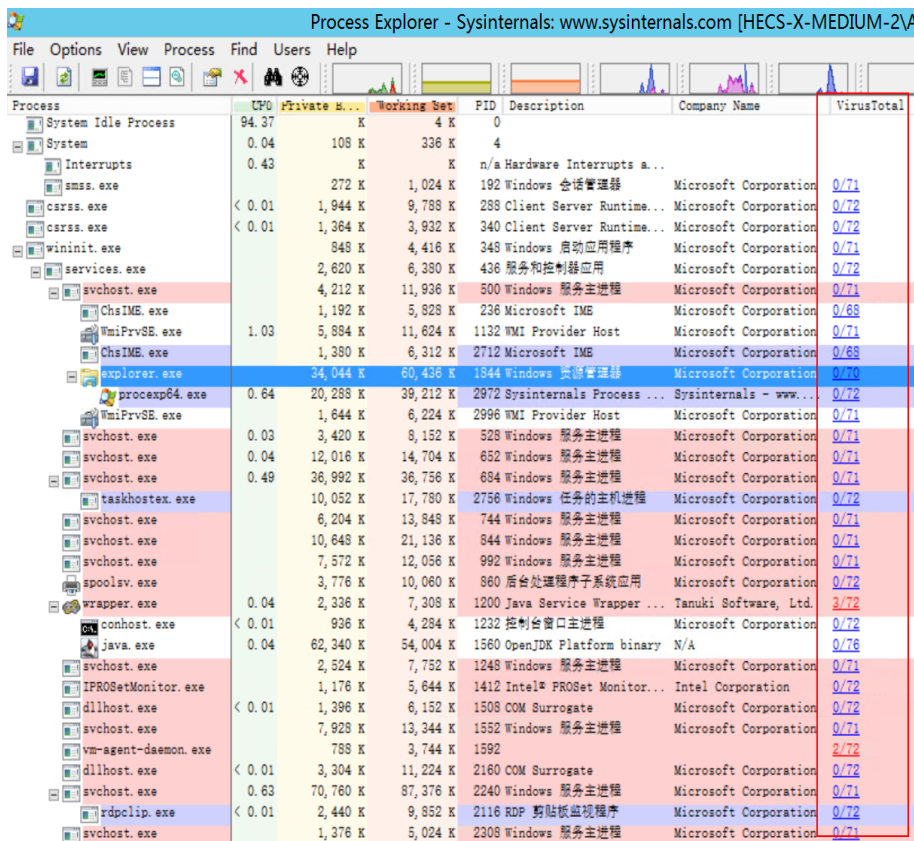 Process Explorer - Sysinternals: www.sysinternals.com [HECS-X-MEDIUM-2\A
File Options View Process Find Users Help
Process CPU Private B... Working Set PID Description Company Name VirusTotal
System Idle Process 94.37 K 4 K 0
System 0.04 108 K 336 K 4
Interrupts 0.43 K K n/a Hardware Interrupts a...
smss.exe 272 K 1,024 K 192 Windows 会话管理器 Microsoft Corporation 0/71
csrss.exe < 0.01 1,944 K 9,788 K 288 Client Server Runtime... Microsoft Corporation 0/72
csrss.exe < 0.01 1,364 K 3,932 K 340 Client Server Runtime... Microsoft Corporation 0/72
wininit.exe 848 K 4,416 K 348 Windows 启动应用程序 Microsoft Corporation 0/71
services.exe 2,620 K 6,380 K 436 服务和控制器应用 Microsoft Corporation 0/72
svchost.exe 4,212 K 11,936 K 500 Windows 服务主进程 Microsoft Corporation 0/71
ChsIME.exe 1,192 K 5,828 K 236 Microsoft IME Microsoft Corporation 0/68
WmiPrvSE.exe 1.03 5,884 K 11,624 K 1132 WMI Provider Host Microsoft Corporation 0/71
ChsIME.exe 1,380 K 6,312 K 2712 Microsoft IME Microsoft Corporation 0/68
explorer.exe 34,044 K 60,436 K 1844 Windows 资源管理器 Microsoft Corporation 0/70
procexp64.exe 0.64 20,288 K 39,212 K 2972 Sysinternals Process ... Sysinternals - www.... 0/72
WmiPrvSE.exe 1,644 K 6,224 K 2996 WMI Provider Host Microsoft Corporation 0/71
svchost.exe 0.03 3,420 K 8,152 K 528 Windows 服务主进程 Microsoft Corporation 0/71
svchost.exe 0.04 12,016 K 14,704 K 652 Windows 服务主进程 Microsoft Corporation 0/71
svchost.exe 0.49 36,992 K 36,756 K 684 Windows 服务主进程 Microsoft Corporation 0/71
taskhostex.exe 10,052 K 17,780 K 2756 Windows 任务的主机进程 Microsoft Corporation 0/72
svchost.exe 6,204 K 13,848 K 744 Windows 服务主进程 Microsoft Corporation 0/71
svchost.exe 10,648 K 21,136 K 844 Windows 服务主进程 Microsoft Corporation 0/71
svchost.exe 7,572 K 12,056 K 992 Windows 服务主进程 Microsoft Corporation 0/71
spoolsv.exe 3,776 K 10,060 K 860 后台处理程序子系统应用 Microsoft Corporation 0/72
wrapper.exe 0.04 2,336 K 7,308 K 1200 Java Service Wrapper ... Tanuki Software, Ltd. 3/72
conhost.exe < 0.01 936 K 4,284 K 1232 控制台窗口主进程 Microsoft Corporation 0/72
java.exe 0.04 62,340 K 54,004 K 1560 OpenJDK Platform binary N/A 0/76
svchost.exe 2,524 K 7,752 K 1248 Windows 服务主进程 Microsoft Corporation 0/71
IPROSetMonitor.exe 1,176 K 5,644 K 1412 Intel® PROSet Monitor... Intel Corporation 0/72
dllhost.exe < 0.01 1,396 K 6,152 K 1508 COM Surrogate Microsoft Corporation 0/72
svchost.exe 7,928 K 13,344 K 1552 Windows 服务主进程 Microsoft Corporation 0/71
vm-agent-daemon.exe 788 K 3,744 K 1592 2/72
dllhost.exe < 0.01 3,304 K 11,224 K 2160 COM Surrogate Microsoft Corporation 0/72
svchost.exe 0.63 70,760 K 87,376 K 2240 Windows 服务主进程 Microsoft Corporation 0/71
rdpclip.exe < 0.01 2,440 K 9,852 K 2116 RDP 剪贴板监视程序 Microsoft Corporation 0/72
svchost.exe 1,376 K 5,024 K 2308 Windows 服务主进程 Microsoft Corporation 0/71